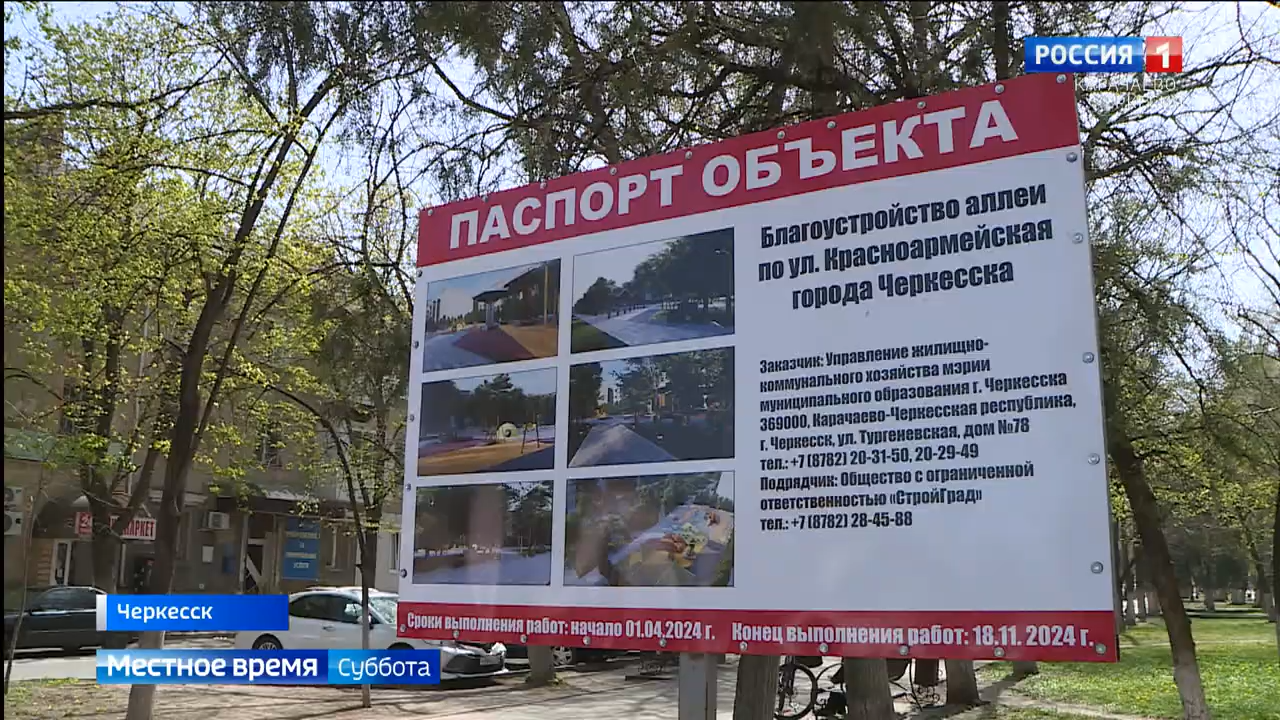 РОССИЯ 1
ПАСПОРТ ОБЪЕКТА
Благоустройство аллеи
по ул. Красноармейская
города Черкесска
Заказчик: Управление жилищно-
коммунального хозяйства мэрии
муниципального образования г. Черкесска
369000, Карачаево-Черкесская республика,
г. Черкесск, ул. Тургеневская, дом №78
тел.: +7 (8782) 20-31-50, 20-29-49
Подрядчик: Общество с ограниченной
ответственностью «СтройГрад»
тел.: +7 (8782) 28-45-88
Сроки выполнения работ: начало 01.04.2024 г. Конец выполнения работ: 18.11. 2024 г.
Черкесск
Местное время Суббота